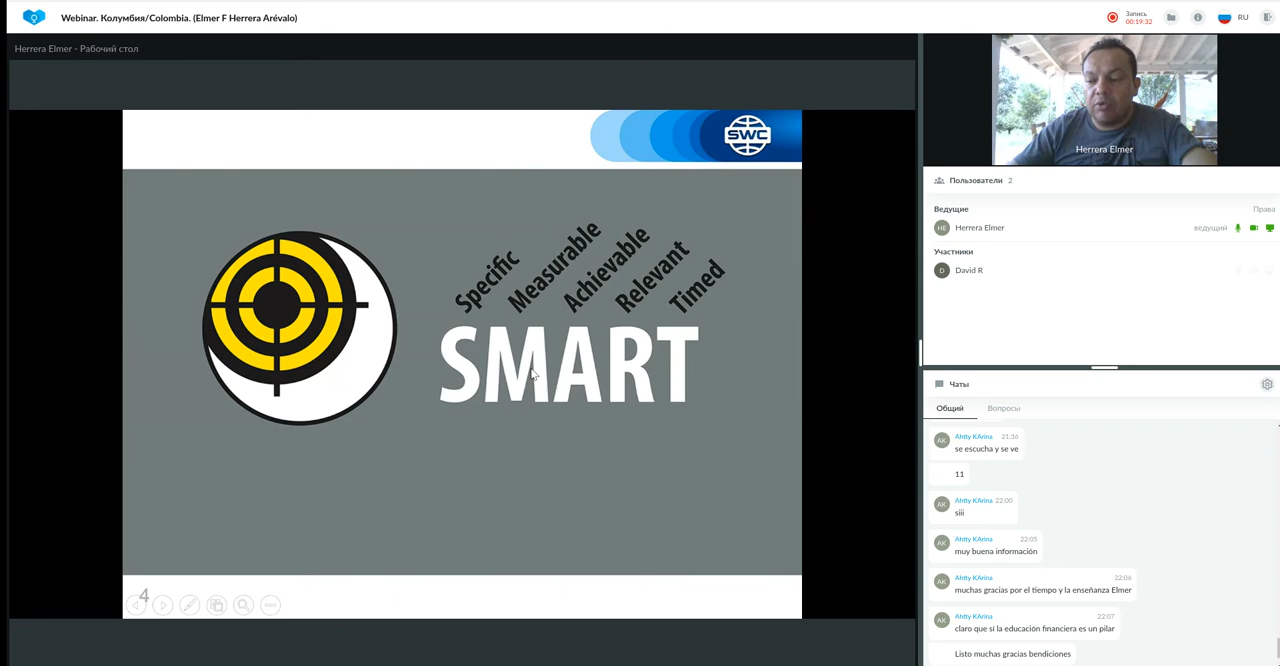 Webinar. Колумбия/Colombia. (Elmer F Herrera Arévalo)
Запись
00:19:32
RU
Herrera Elmer - Рабочий стол
SWC
Specific
Measurable
Achievable
Relevant
Timed
SMART
4
Herrera Elmer
Пользователи 2
Ведущие Права
HE Herrera Elmer ведущий
Участники
D David R
Чаты
Общий Вопросы
AK Ahtty KArina 21:36
se escucha y se ve
11
AK Ahtty KArina 22:00
siii
AK Ahtty KArina 22:05
muy buena información
AK Ahtty KArina 22:06
muchas gracias por el tiempo y la enseñanza Elmer
AK Ahtty KArina 22:07
claro que sí la educación financiera es un pilar
Listo muchas gracias bendiciones